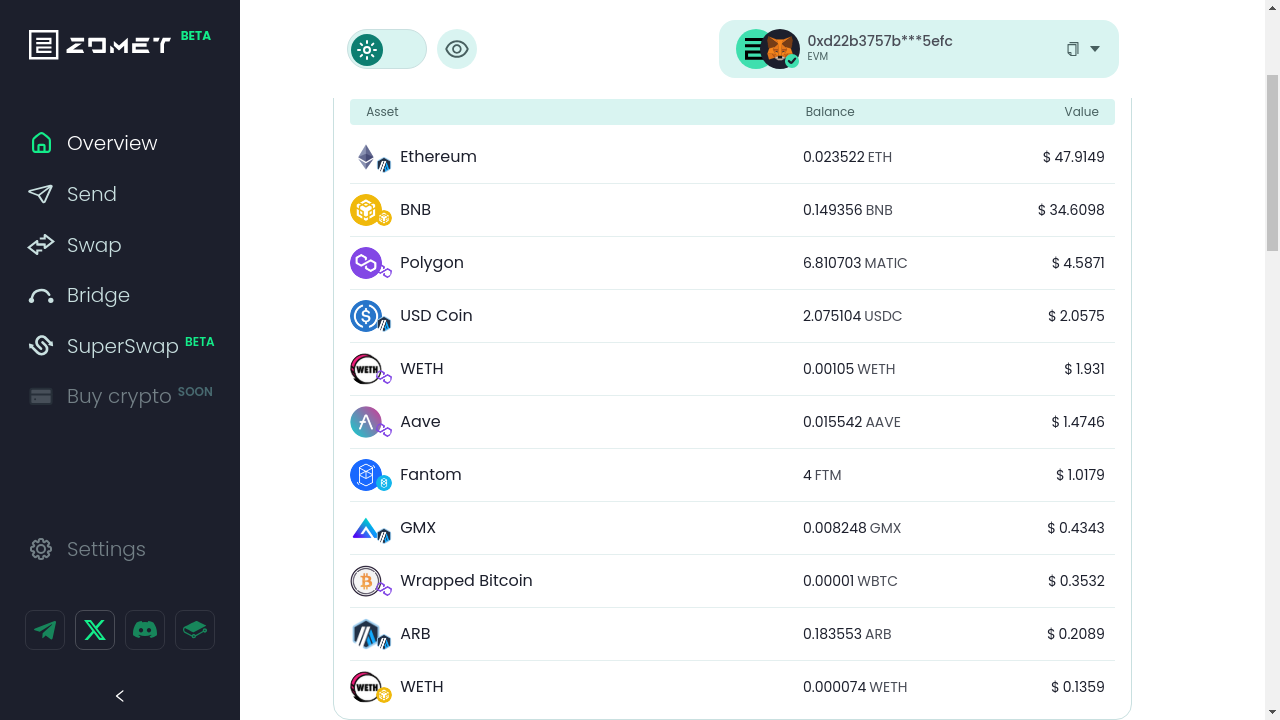 ZOMET BETA
Overview
Send
Swap
Bridge
SuperSwap BETA
Buy crypto SOON
Settings
0xd22b3757b***5efc
EVM
Asset Balance Value
Ethereum 0.023522 ETH $ 47.9149
BNB 0.149356 BNB $ 34.6098
Polygon 6.810703 MATIC $ 4.5871
USD Coin 2.075104 USDC $ 2.0575
WETH WETH 0.00105 WETH $ 1.931
Aave 0.015542 AAVE $ 1.4746
Fantom 4 FTM $ 1.0179
GMX 0.008248 GMX $ 0.4343
Wrapped Bitcoin 0.00001 WBTC $ 0.3532
ARB 0.183553 ARB $ 0.2089
WETH WETH 0.000074 WETH $ 0.1359